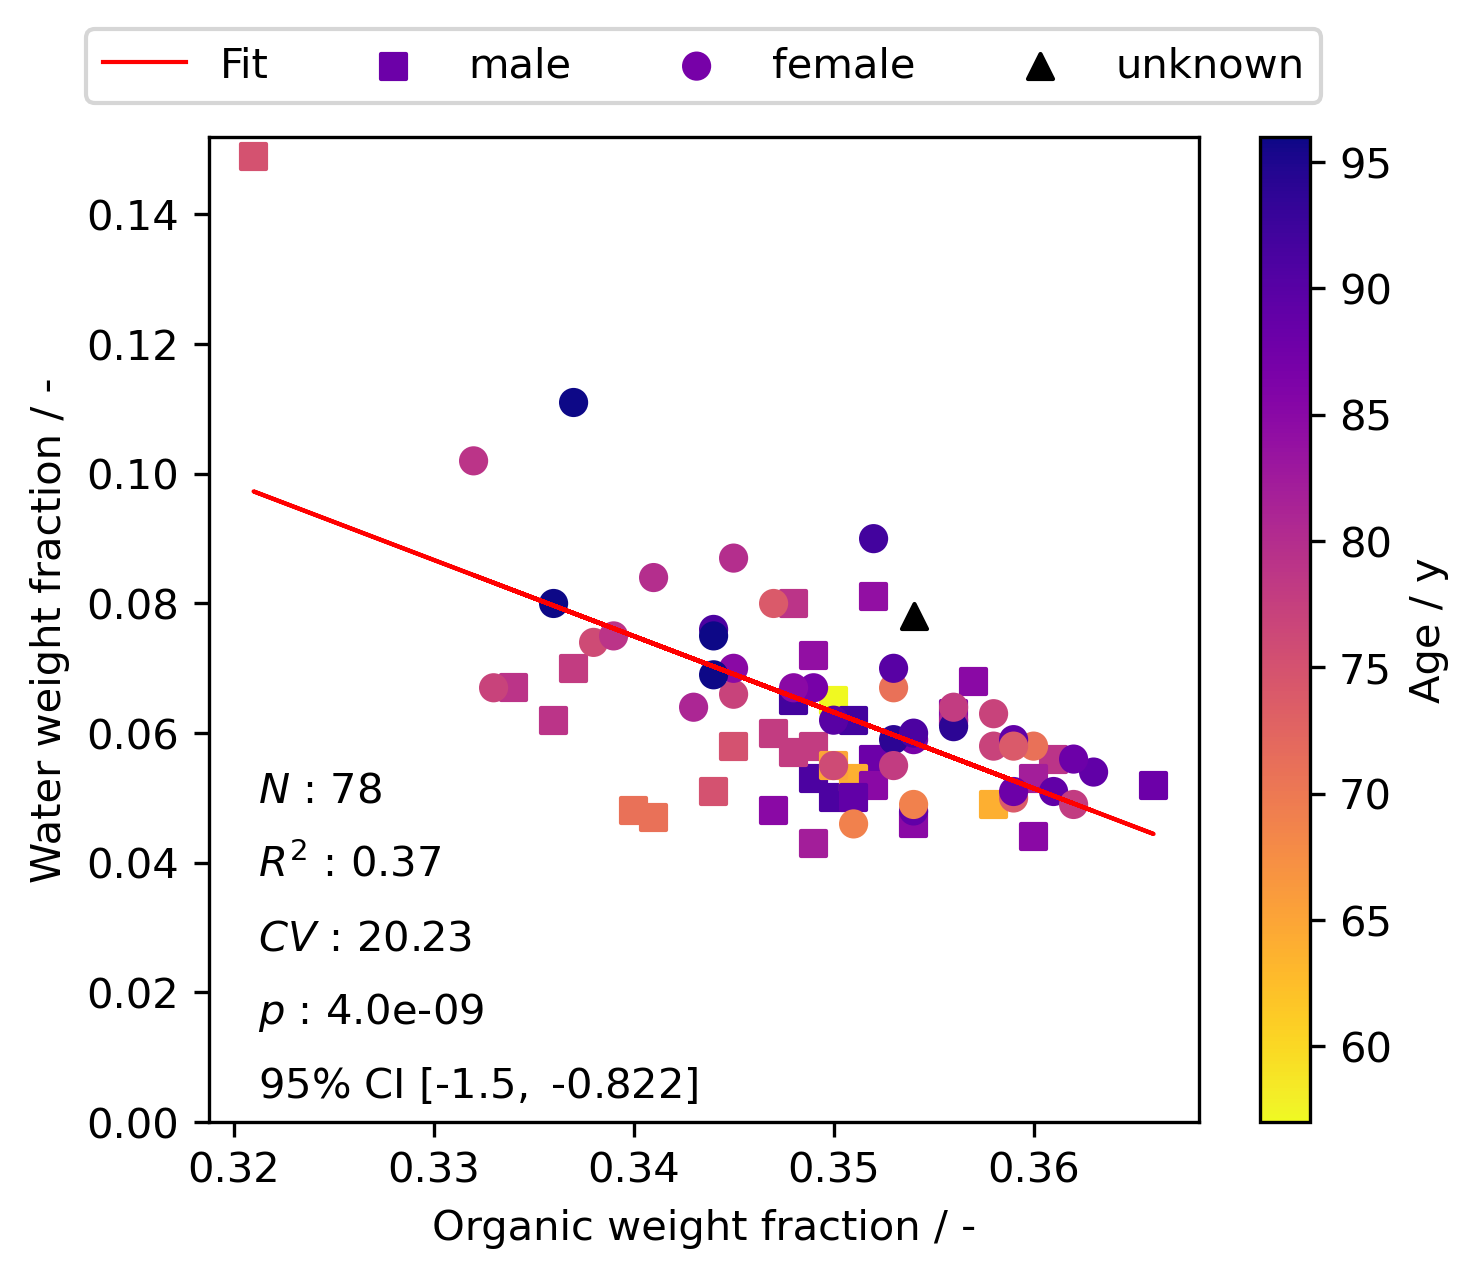 Fit male female unknown
0.14
0.12
0.10
0.08
0.06
0.04
0.02
0.00
Water weight fraction / -
N : 78
R² : 0.37
CV : 20.23
p : 4.0e-09
95% CI [-1.5, -0.822]
0.32 0.33 0.34 0.35 0.36
Organic weight fraction / -
95
90
85
80
75
70
65
60
Age / y